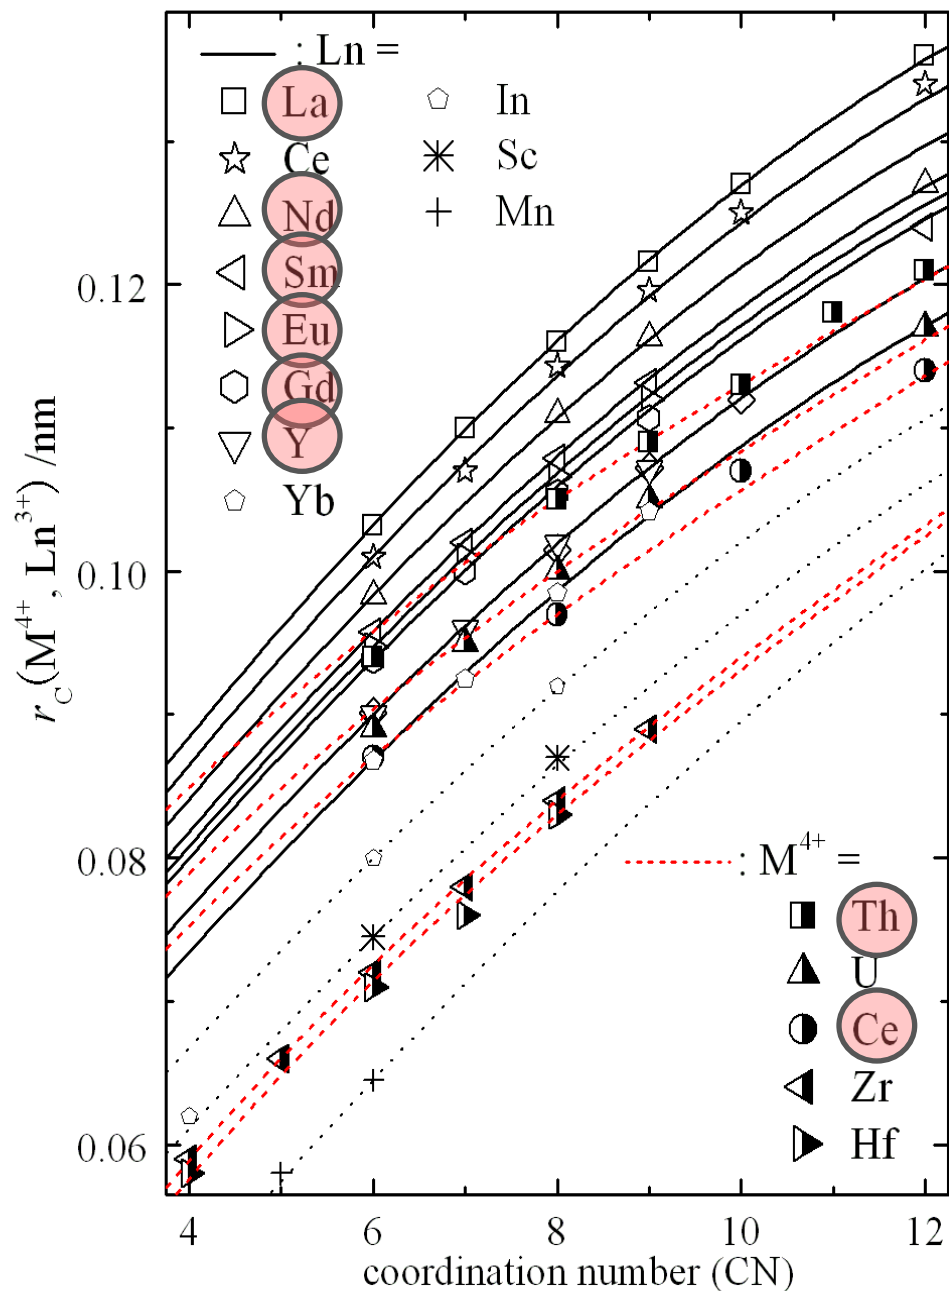 : Ln =
La
In
Ce
Sc
Nd
Mn
Sm
Eu
Gd
Y
Yb
0.12
0.10
0.08
0.06
r_C(M^4+, Ln^3+) /nm
: M^4+ =
Th
U
Ce
Zr
Hf
4 6 8 10 12
coordination number (CN)